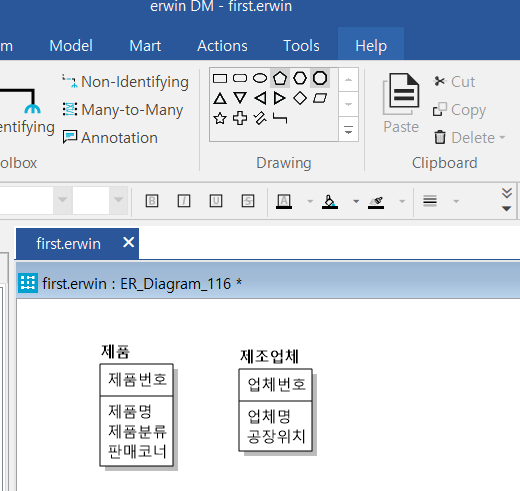 erwin DM - first.erwin
Model Mart Actions Tools Help
Non-Identifying
Many-to-Many
Annotation
Paste
Cut
Copy
Delete
Drawing
Clipboard
B I U S A
first.erwin
first.erwin : ER_Diagram_116 *
제품
제품번호
제품명
제품분류
판매코너
제조업체
업체번호
업체명
공장위치